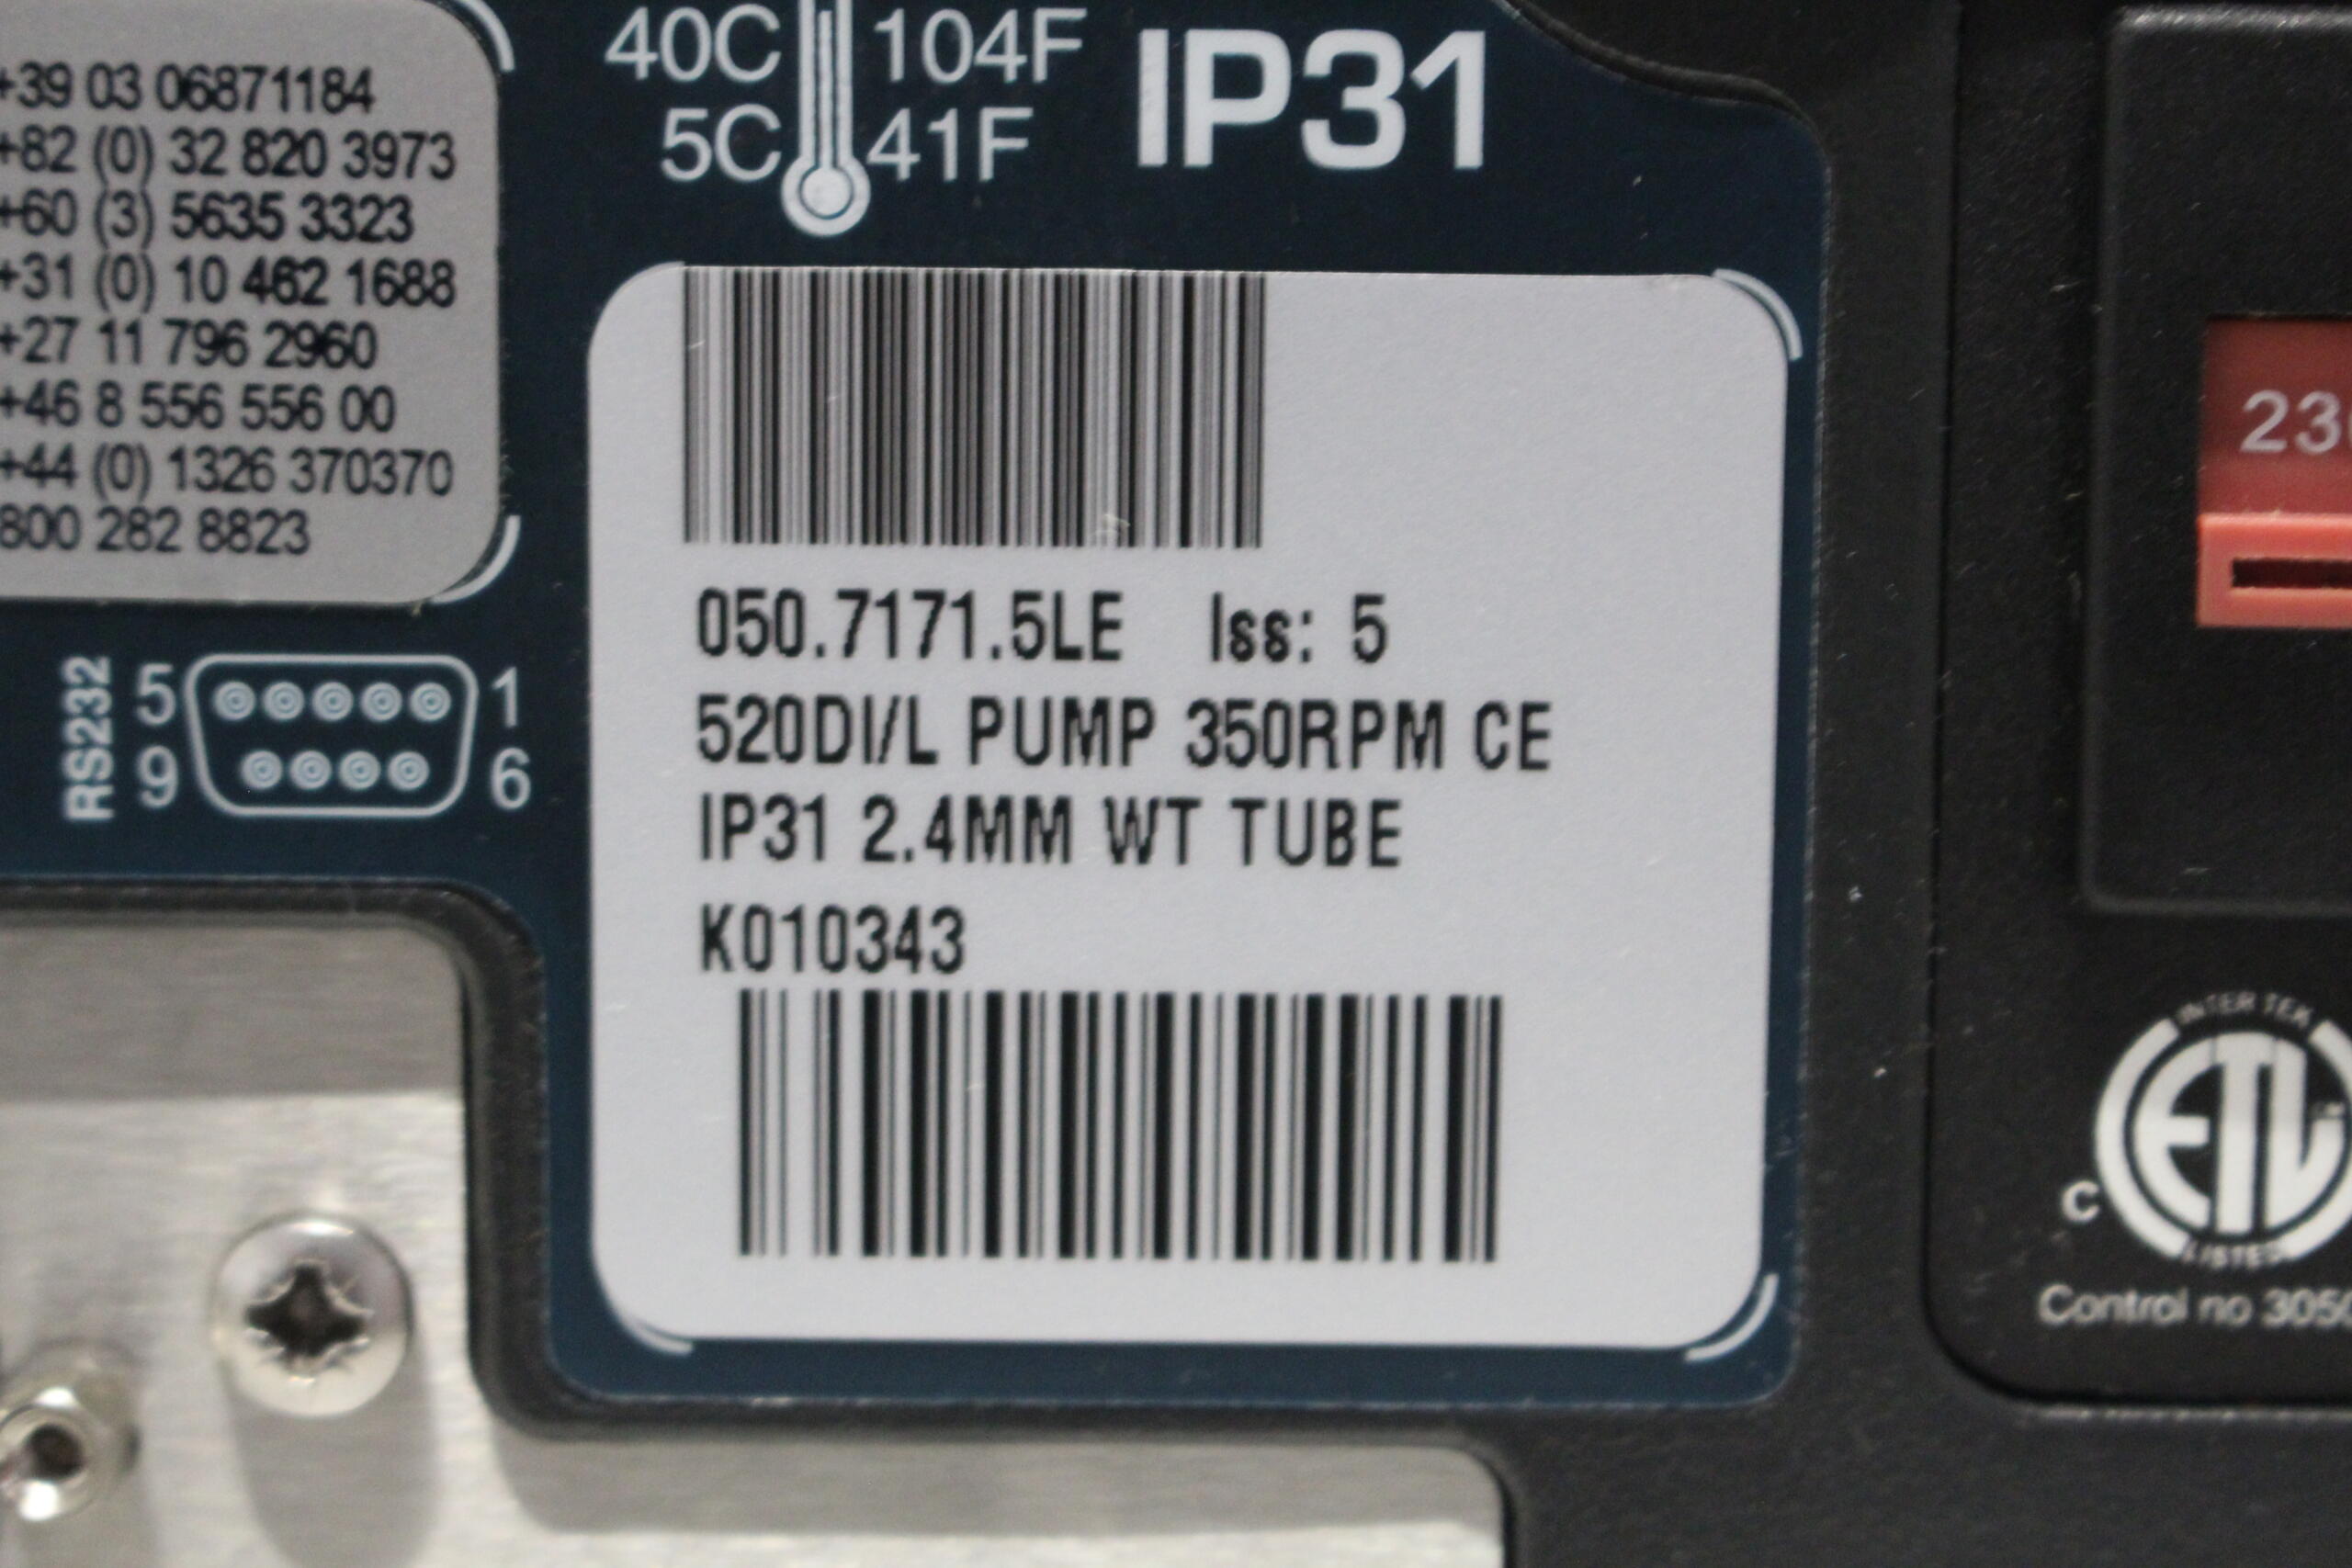 +39 03 06871184
+82 (0) 32 820 3973
+60 (3) 5635 3323
+31 (0) 10 462 1688
+27 11 796 2960
+46 8 556 556 00
+44 (0) 1326 370370
800 282 8823
40C 104F
5C 41F
IP31
RS232
5 1
9 6
050.7171.5LE Iss: 5
520DI/L PUMP 350RPM CE
IP31 2.4MM WT TUBE
K010343
INTERTEK
ETL
LISTED
C
Control no